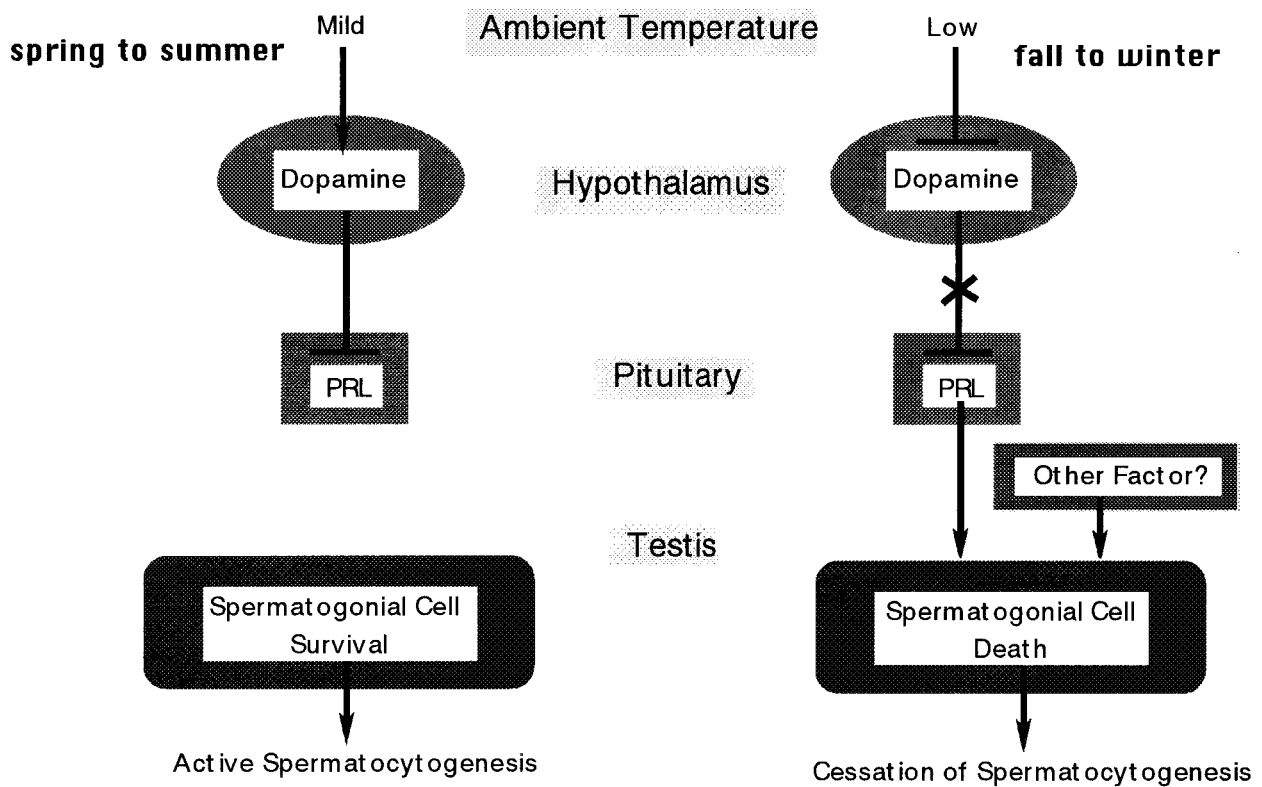 Mild
Ambient Temperature
Low
spring to summer
fall to winter
Dopamine
Hypothalamus
Dopamine
PRL
Pituitary
PRL
Other Factor?
Testis
Spermatogonial Cell
Survival
Spermatogonial Cell
Death
Active Spermatocytogenesis
Cessation of Spermatocytogenesis